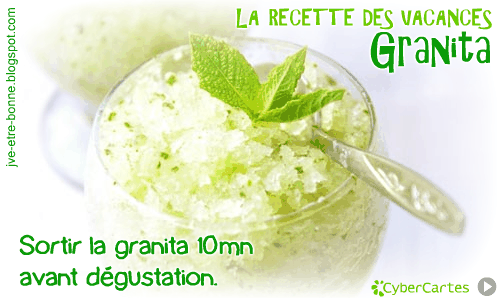 LA RECETTE DES VACANCES
GRANITA
jve-etre-bonne.blogspot.com
Sortir la granita 10mn
avant dégustation.
CyberCartes